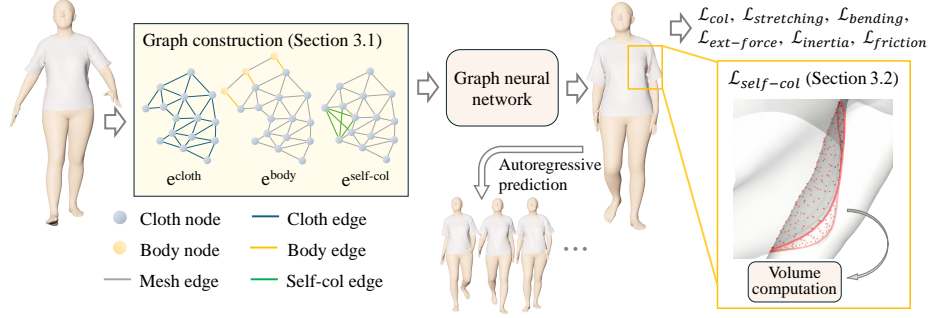 Graph construction (Section 3.1)
e^cloth
e^body
e^self-col
Cloth node
Cloth edge
Body node
Body edge
Mesh edge
Self-col edge
Graph neural
network
Autoregressive
prediction
ℒ_col, ℒ_stretching, ℒ_bending,
ℒ_ext-force, ℒ_inertia, ℒ_friction
ℒ_self-col (Section 3.2)
Volume
computation